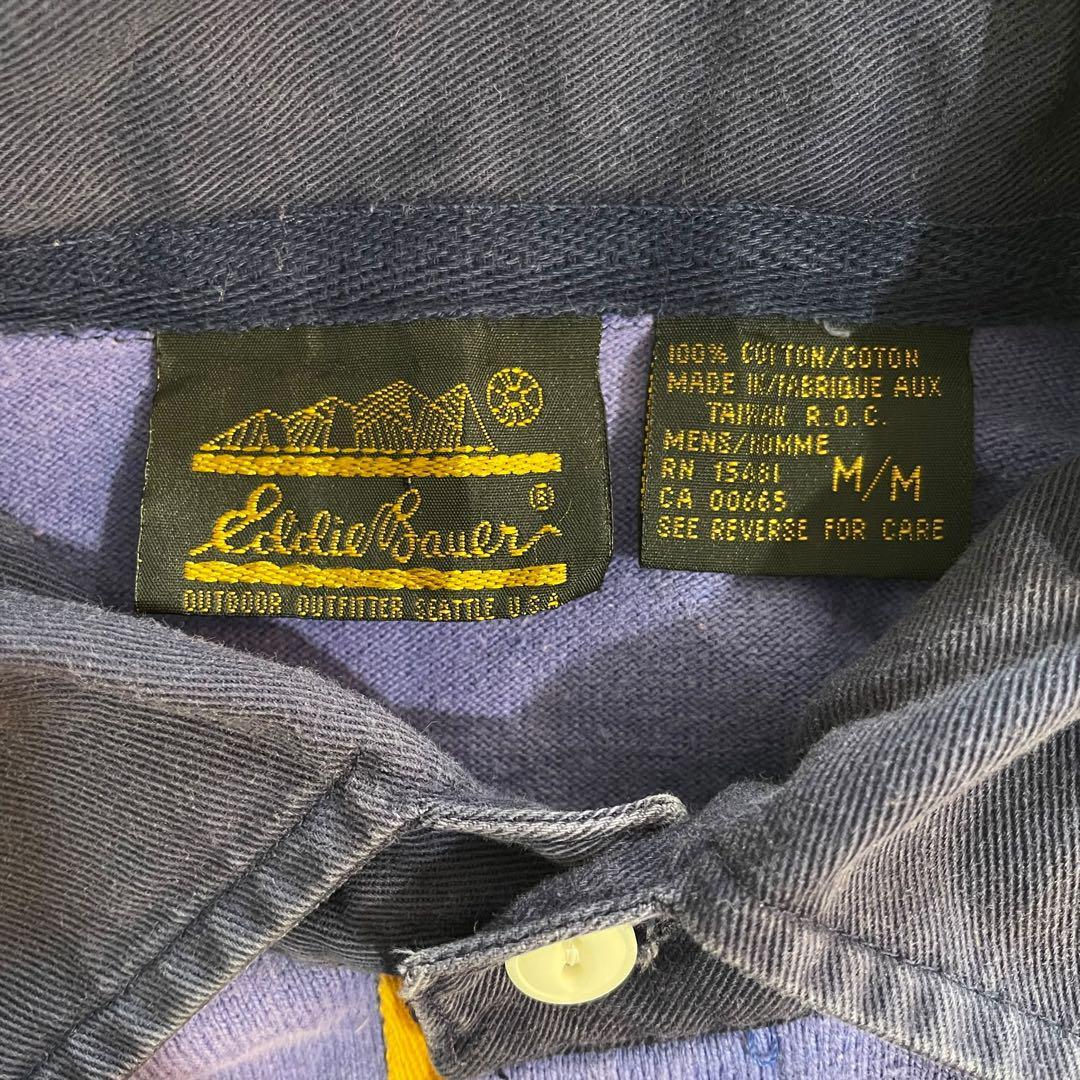 Eddie Bauer ®
OUTDOOR OUTFITTER SEATTLE U.S.A
100% COTTON/COTON
MADE IN/FABRIQUE AUX
TAIWAN R.O.C.
MENS/HOMME
RN 15481
CA 00665
M/M
SEE REVERSE FOR CARE